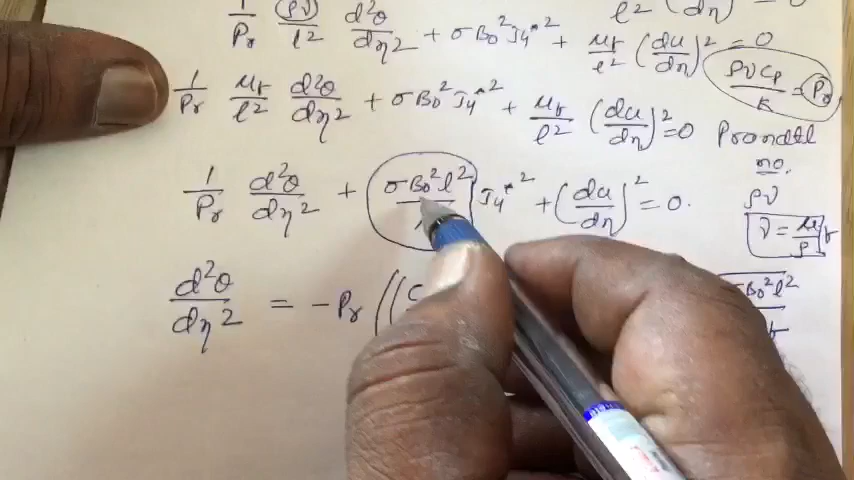 1/Pr (ρν)/l² d²θ/dη² + σB₀²J₄*² + μf/l² (du/dη)² = 0
l² (dη) = 0
1/Pr μf/l² d²θ/dη² + σB₀²J₄*² + μf/l² (du/dη)² = 0
ρνCp/K = Pr
Prandtl
no.
1/Pr d²θ/dη² + σB₀²l² J₄*² + (du/dη)² = 0.
ρν
ν = μf/ρ
d²θ/dη² = -Pr ((
σB₀²l²